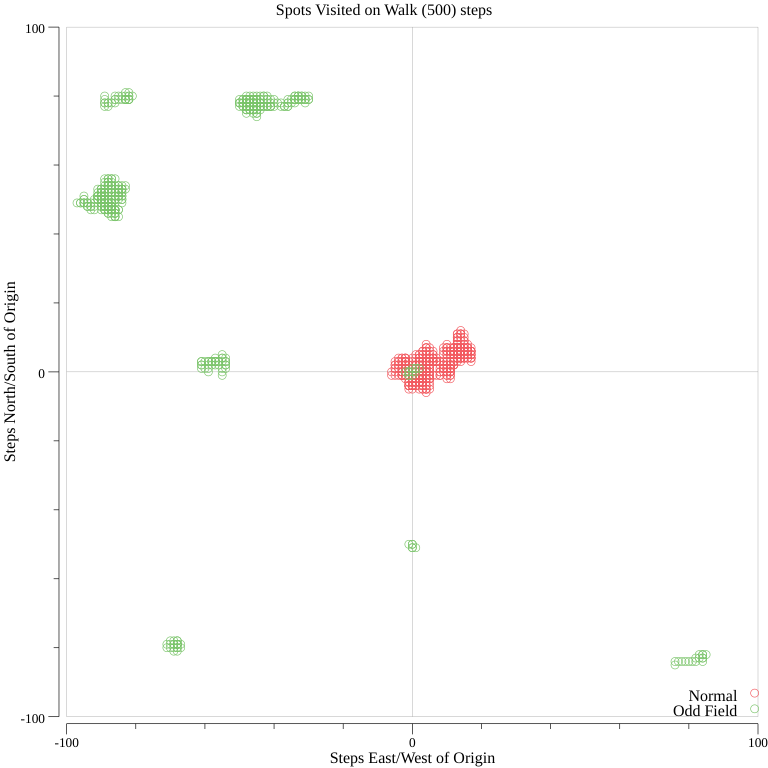 Spots Visited on Walk (500) steps
100
Steps North/South of Origin
0
-100
Normal
Odd Field
-100
0
100
Steps East/West of Origin